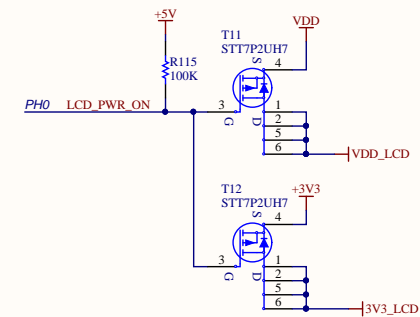 +5V
T11
STT7P2UH7
VDD
R115
100K
S
4
PH0 LCD_PWR_ON
3
G
D
1
2
5
6
VDD_LCD
T12
STT7P2UH7
+3V3
S
4
3
G
D
1
2
5
6
3V3_LCD